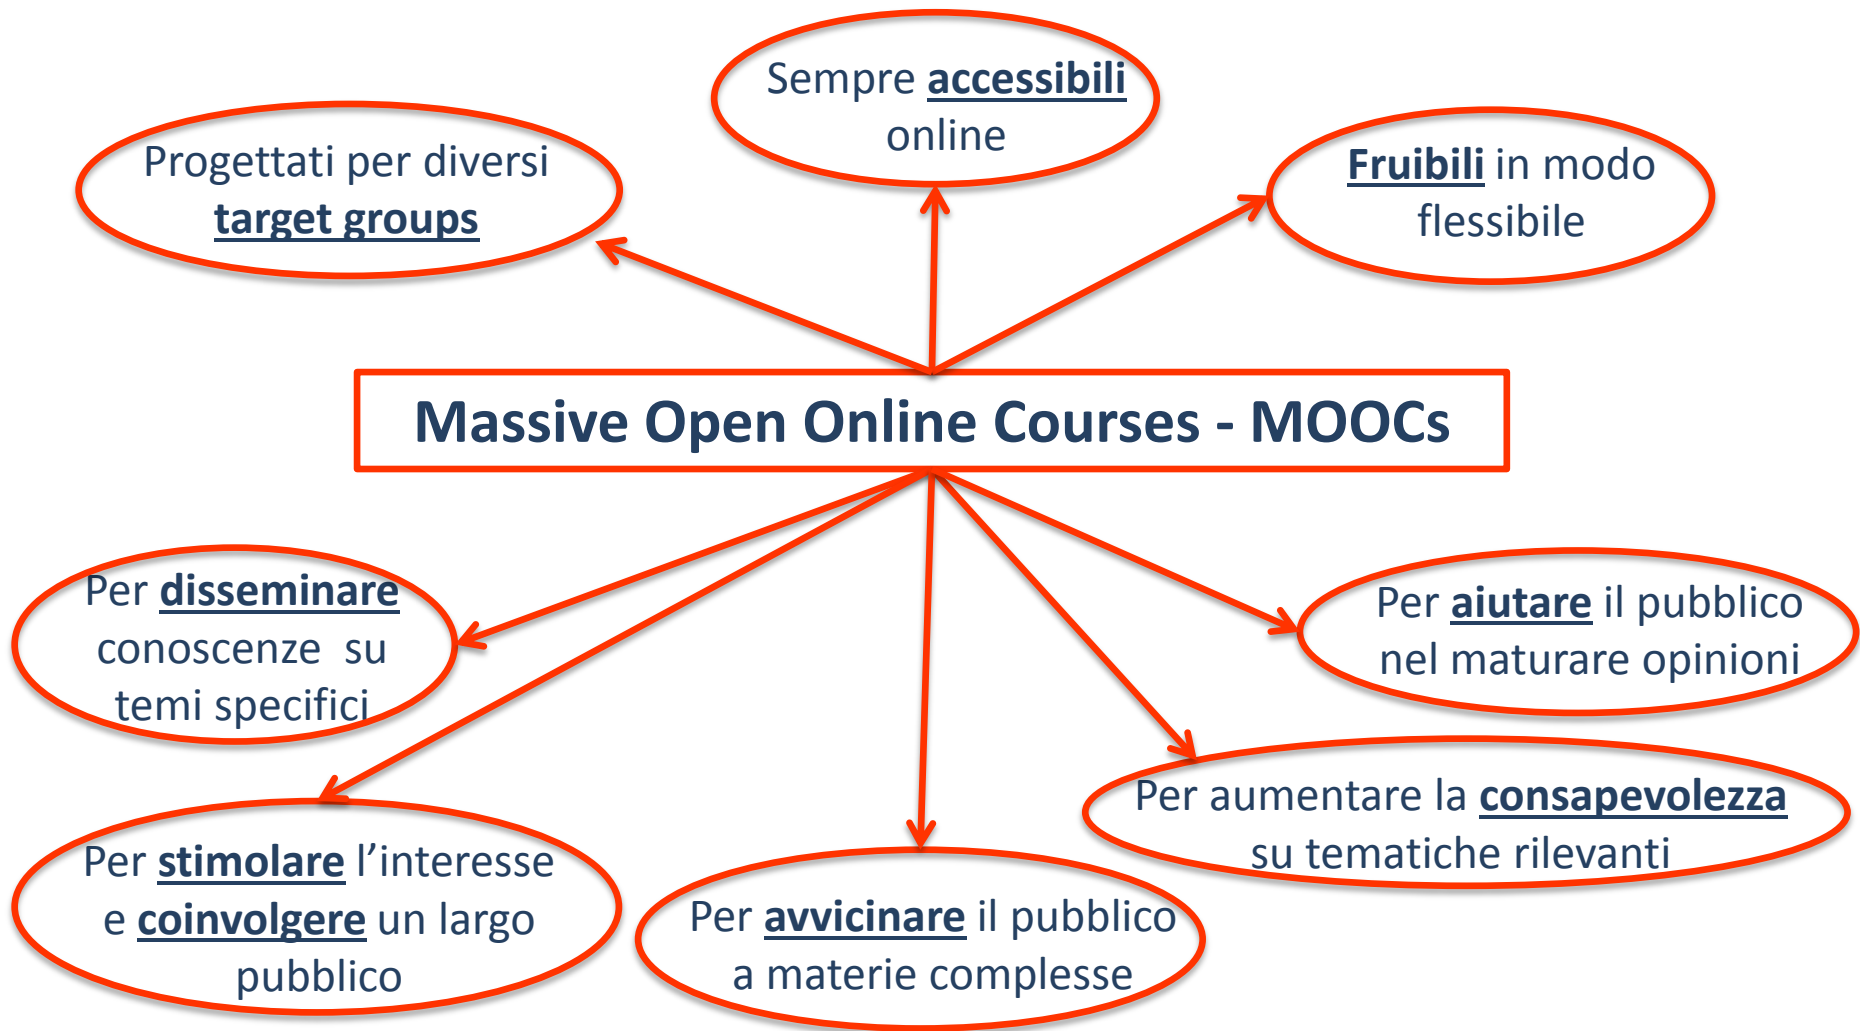 Sempre accessibili
online
Progettati per diversi
target groups
Fruibili in modo
flessibile
Massive Open Online Courses - MOOCs
Per disseminare
conoscenze  su
temi specifici
Per aiutare il pubblico
nel maturare opinioni
Per aumentare la consapevolezza
su tematiche rilevanti
Per stimolare l’interesse
e coinvolgere un largo
pubblico
Per avvicinare il pubblico
a materie complesse